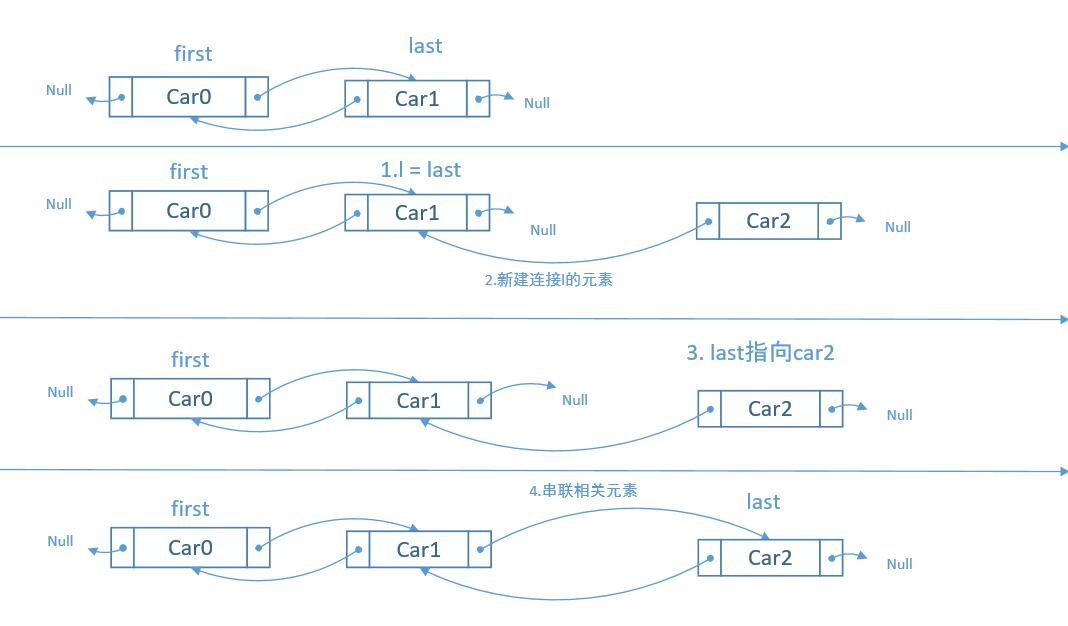 first
last
Null
Car0
Car1
Null
first
1.l = last
Null
Car0
Car1
Null
Car2
Null
2.新建连接l的元素
3. last指向car2
first
Null
Car0
Car1
Null
Car2
Null
4.串联相关元素
first
last
Null
Car0
Car1
Car2
Null